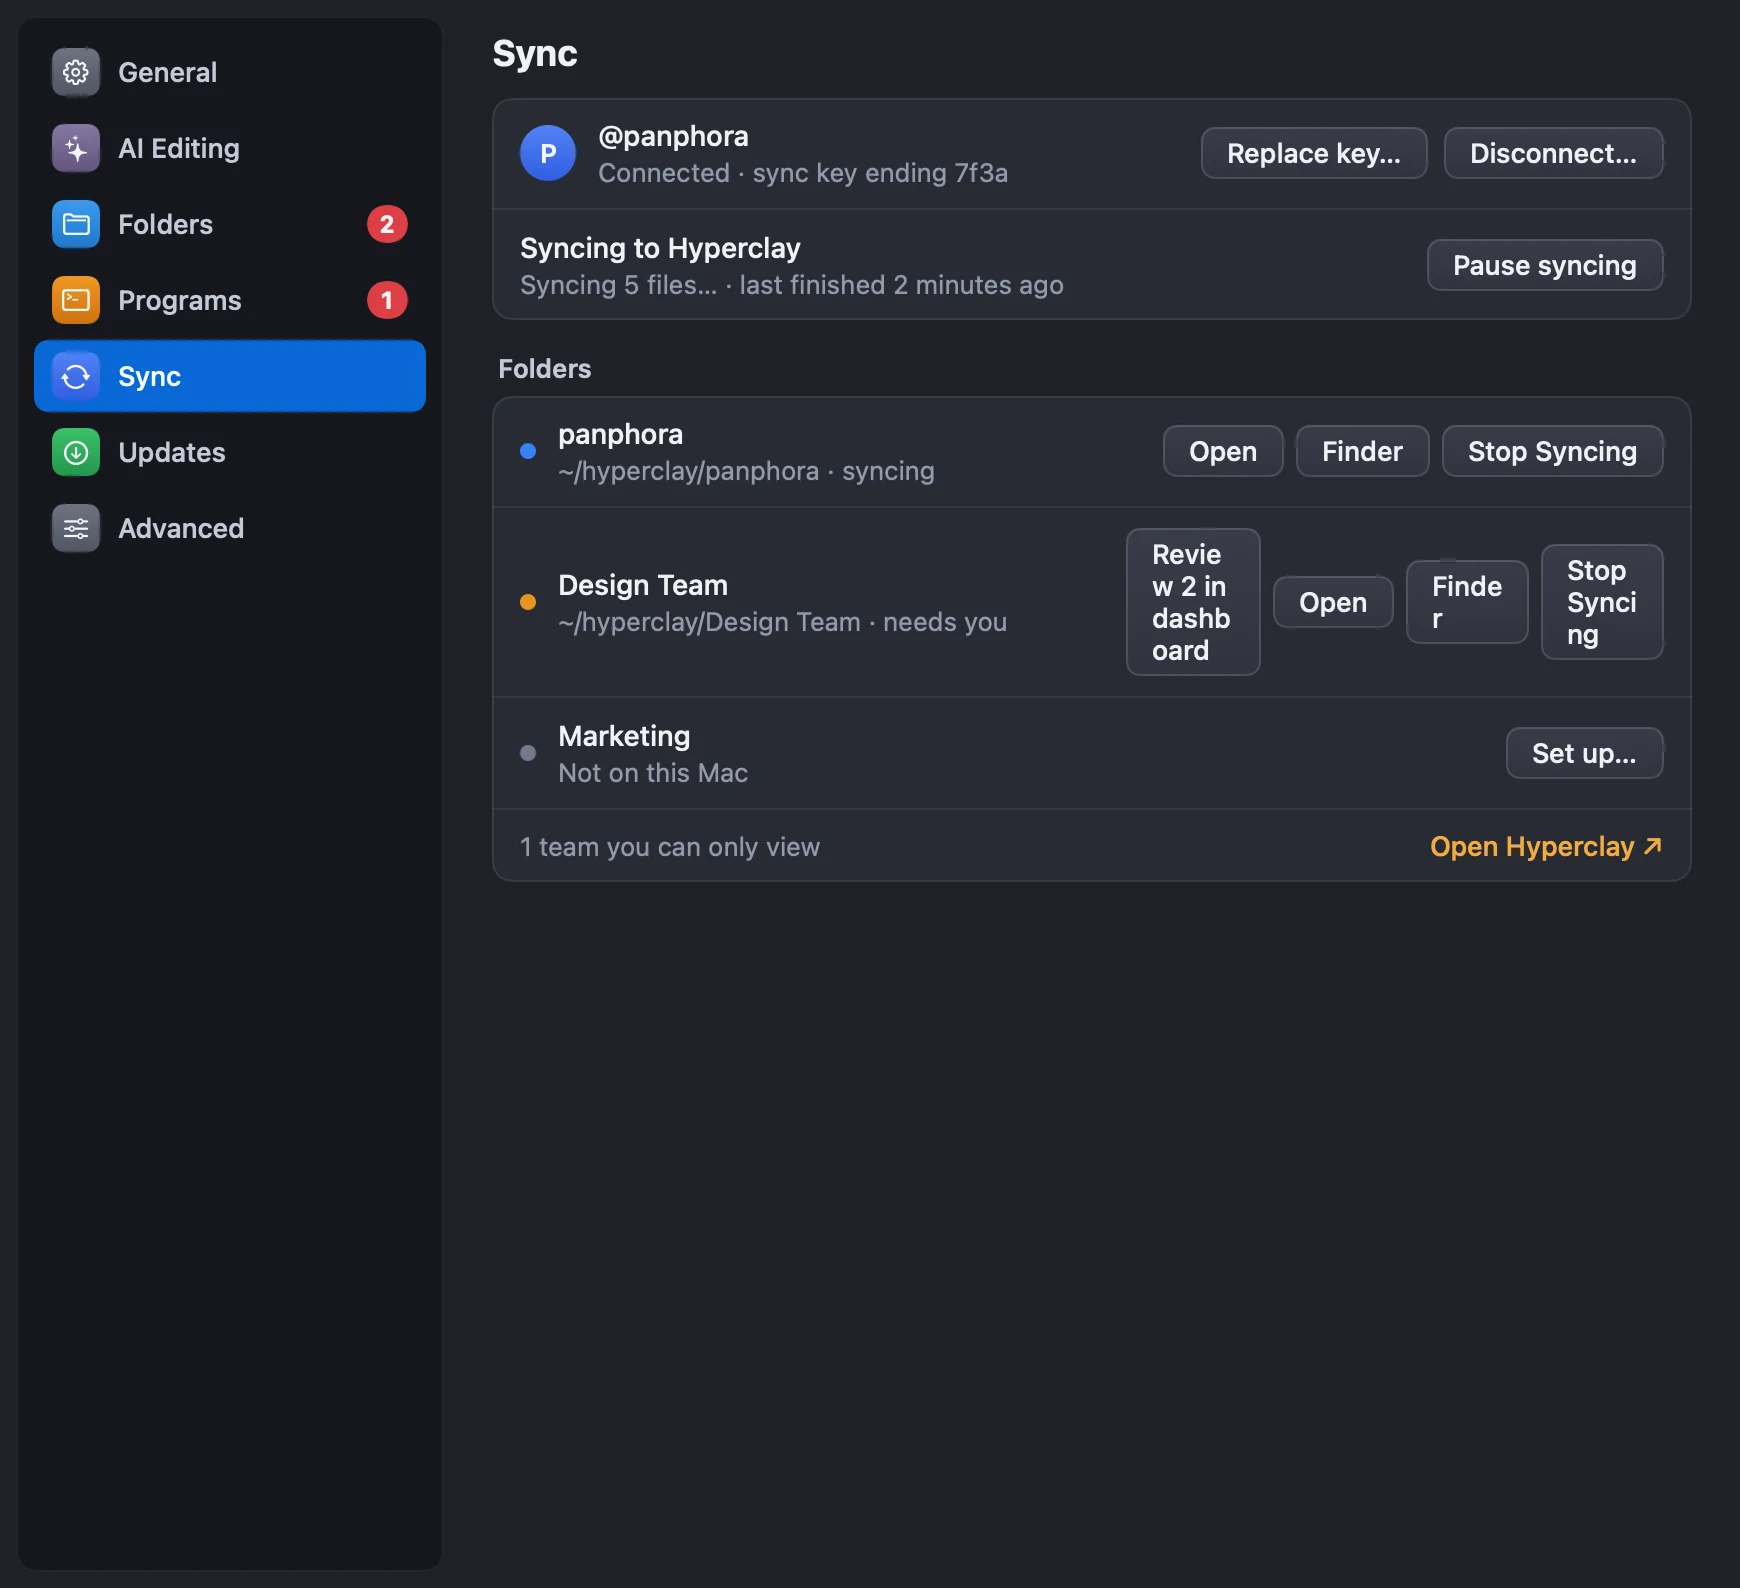 General
AI Editing
Folders
2
Programs
1
Sync
Updates
Advanced
Sync
P
@panphora
Connected · sync key ending 7f3a
Replace key...
Disconnect...
Syncing to Hyperclay
Syncing 5 files... · last finished 2 minutes ago
Pause syncing
Folders
panphora
~/hyperclay/panphora · syncing
Open
Finder
Stop Syncing
Design Team
~/hyperclay/Design Team · needs you
Revie
w 2 in
dashb
oard
Open
Finde
r
Stop
Synci
ng
Marketing
Not on this Mac
Set up...
1 team you can only view
Open Hyperclay ↗